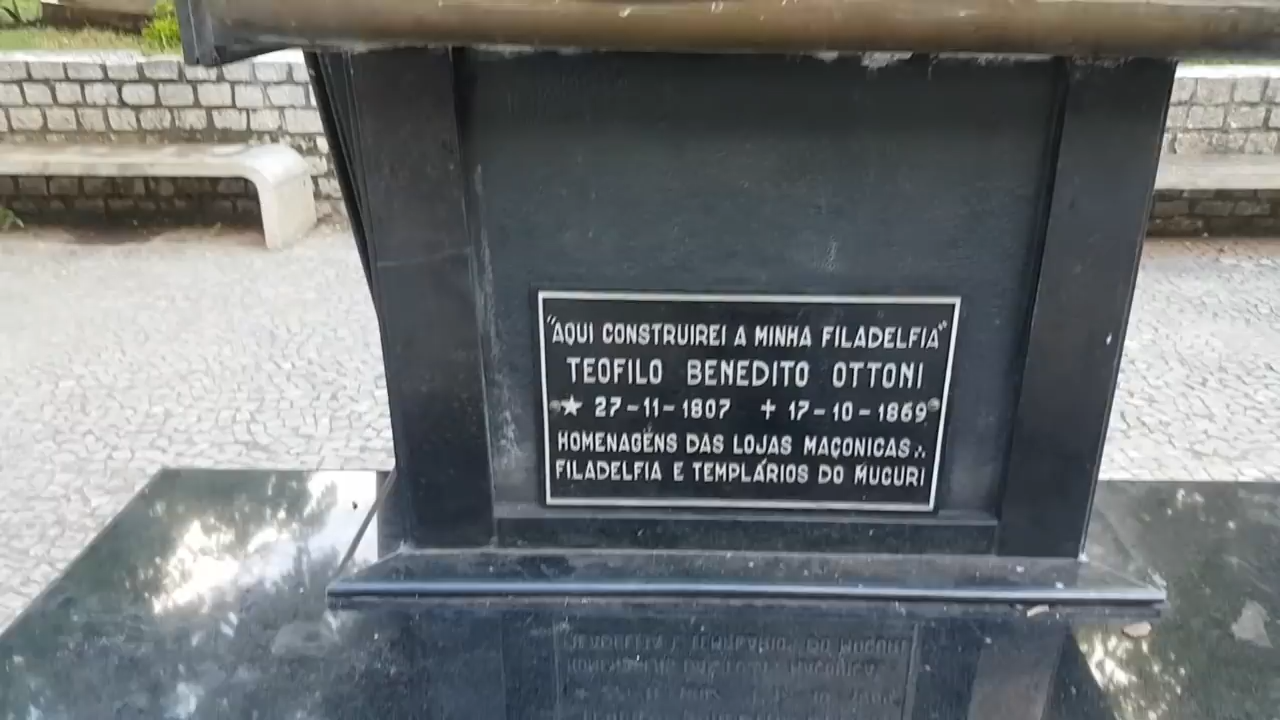 "AQUI CONSTRUIREI A MINHA FILADELFIA"
TEOFILO BENEDITO OTTONI
★ 27-11-1807 ✝ 17-10-1869
HOMENAGENS DAS LOJAS MAÇONICAS∴
FILADELFIA E TEMPLÁRIOS DO MUCURI